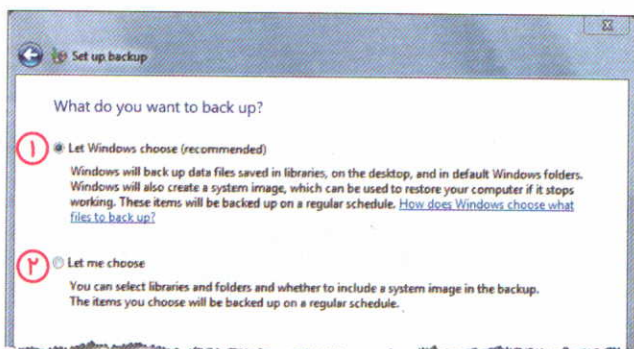 Set up backup
What do you want to back up?
۱ Let Windows choose (recommended)
Windows will back up data files saved in libraries, on the desktop, and in default Windows folders.
Windows will also create a system image, which can be used to restore your computer if it stops
working. These items will be backed up on a regular schedule. How does Windows choose what
files to back up?
۲ Let me choose
You can select libraries and folders and whether to include a system image in the backup.
The items you choose will be backed up on a regular schedule.